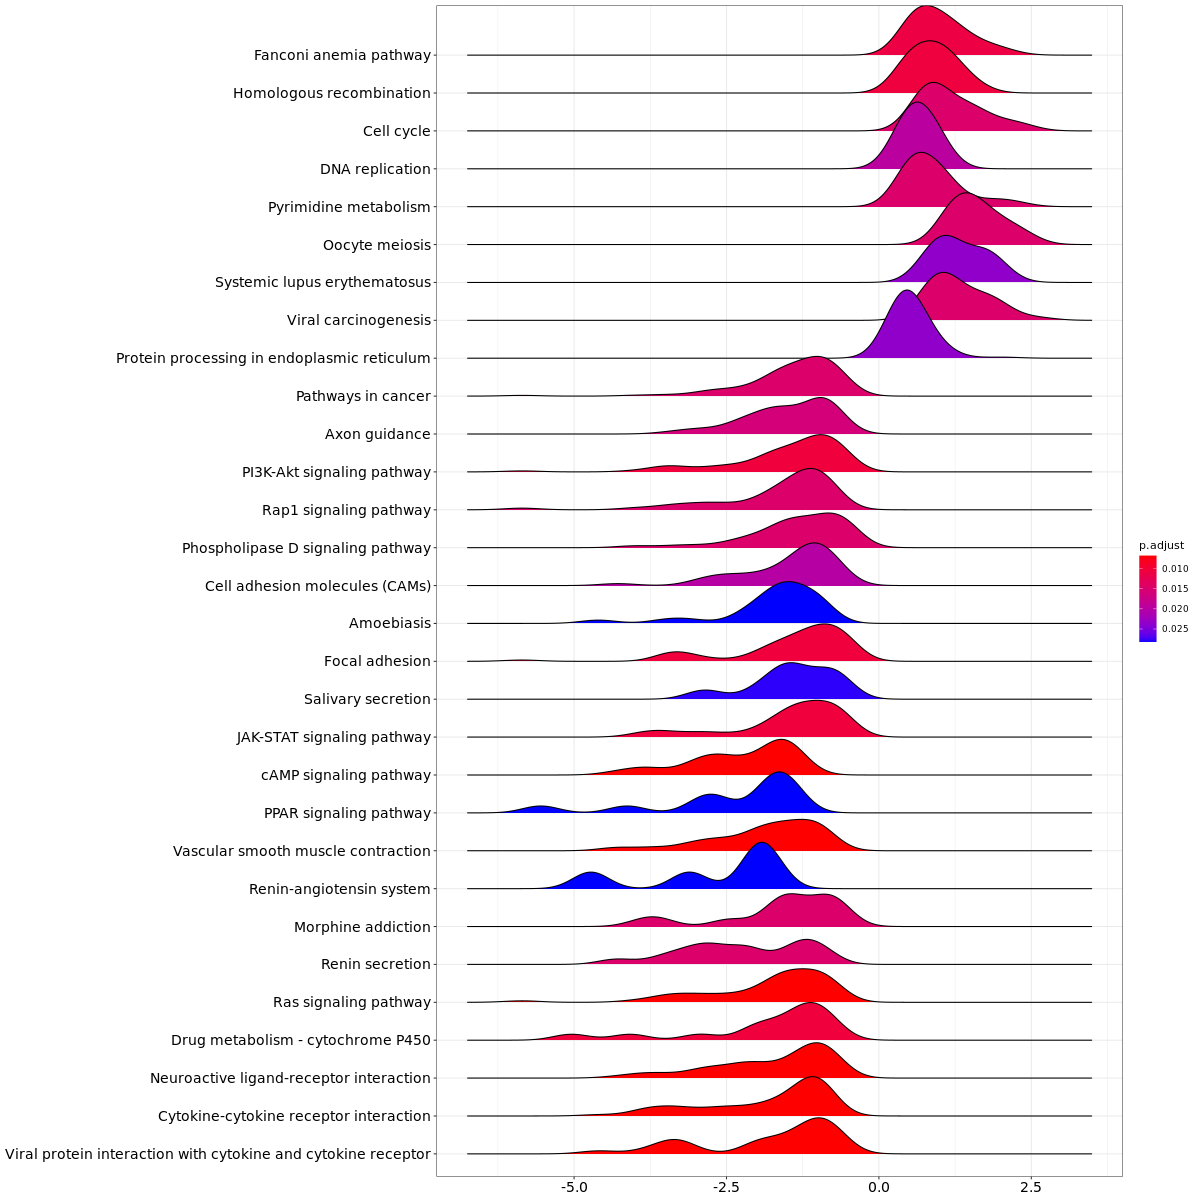 Fanconi anemia pathway
Homologous recombination
Cell cycle
DNA replication
Pyrimidine metabolism
Oocyte meiosis
Systemic lupus erythematosus
Viral carcinogenesis
Protein processing in endoplasmic reticulum
Pathways in cancer
Axon guidance
PI3K-Akt signaling pathway
Rap1 signaling pathway
Phospholipase D signaling pathway
Cell adhesion molecules (CAMs)
Amoebiasis
Focal adhesion
Salivary secretion
JAK-STAT signaling pathway
cAMP signaling pathway
PPAR signaling pathway
Vascular smooth muscle contraction
Renin-angiotensin system
Morphine addiction
Renin secretion
Ras signaling pathway
Drug metabolism - cytochrome P450
Neuroactive ligand-receptor interaction
Cytokine-cytokine receptor interaction
Viral protein interaction with cytokine and cytokine receptor
-5.0 -2.5 0.0 2.5
p.adjust
0.010
0.015
0.020
0.025